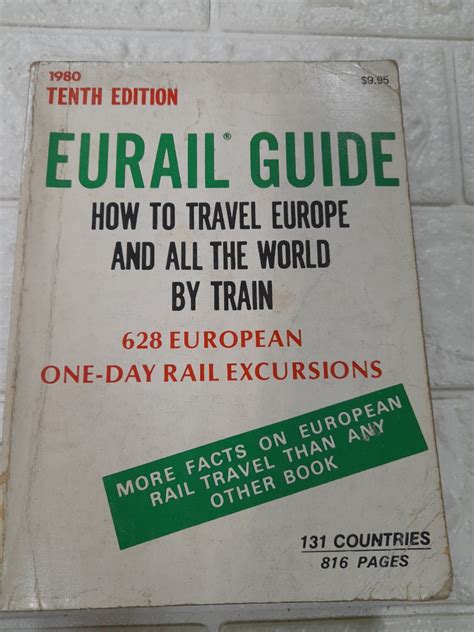 1980
TENTH EDITION
$9.95
EURAIL® GUIDE
HOW TO TRAVEL EUROPE
AND ALL THE WORLD
BY TRAIN
628 EUROPEAN
ONE-DAY RAIL EXCURSIONS
MORE FACTS ON EUROPEAN
RAIL TRAVEL THAN ANY
OTHER BOOK
131 COUNTRIES
816 PAGES